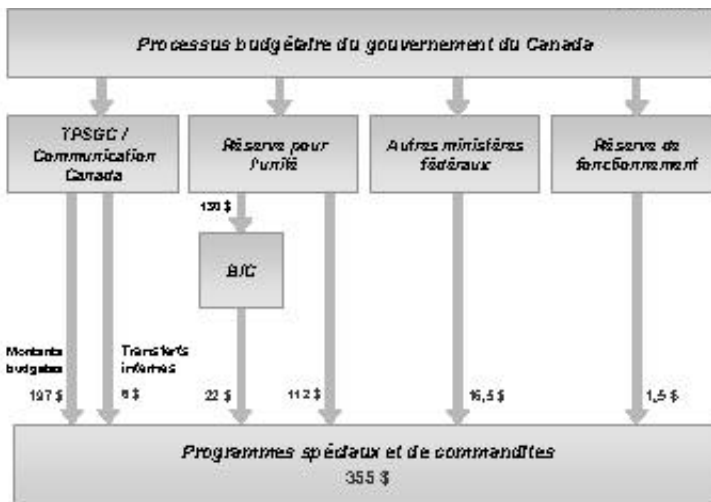 Processus budgétaire du gouvernement du Canada
TPSGC /
Communication
Canada
Réserve pour
l'unité
Autres ministères
fédéraux
Réserve de
fonctionnement
130 $
BIC
Montants
budgétés
Transferts
internes
197 $
6 $
22 $
112 $
16,5 $
1,5 $
Programmes spéciaux et de commandites
355 $